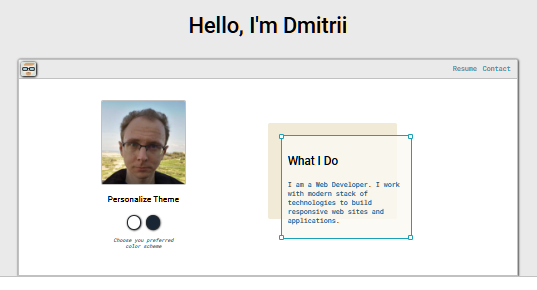 Hello, I'm Dmitrii
Resume Contact
Personalize Theme
Choose you preferred
color scheme
What I Do
I am a Web Developer. I work
with modern stack of
technologies to build
responsive web sites and
applications.